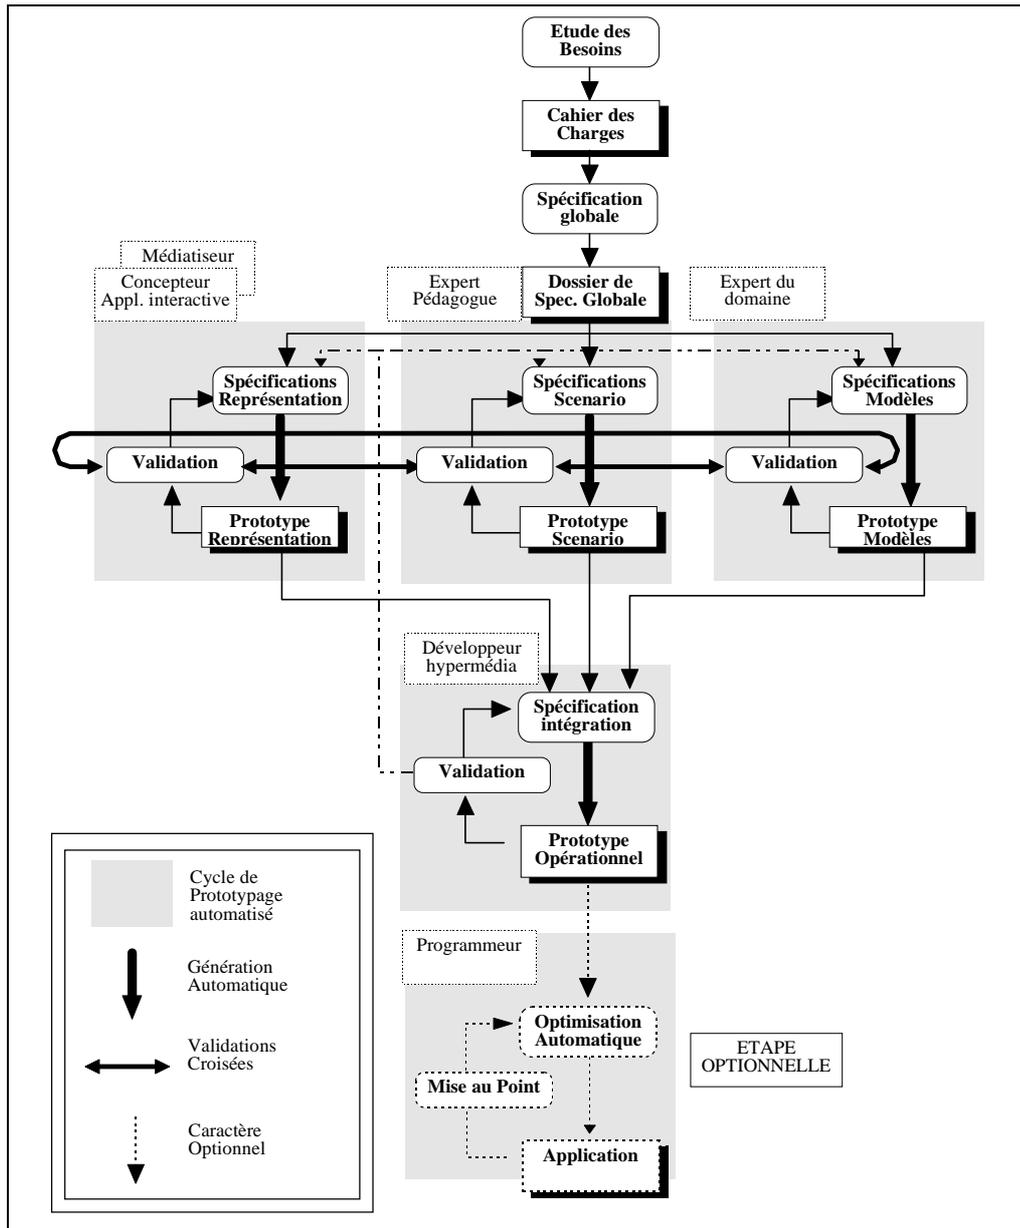 Etude des
Besoins
Cahier des
Charges
Spécification
globale
Médiatiseur
Concepteur
Appl. interactive
Expert
Pédagogue
Dossier de
Spec. Globale
Expert du
domaine
Spécifications
Représentation
Spécifications
Scenario
Spécifications
Modèles
Validation
Validation
Validation
Prototype
Représentation
Prototype
Scenario
Prototype
Modèles
Développeur
hypermédia
Spécification
intégration
Validation
Prototype
Opérationnel
Cycle de
Prototypage
automatisé
Génération
Automatique
Validations
Croisées
Caractère
Optionnel
Programmeur
Optimisation
Automatique
Mise au Point
Application
ETAPE
OPTIONNELLE